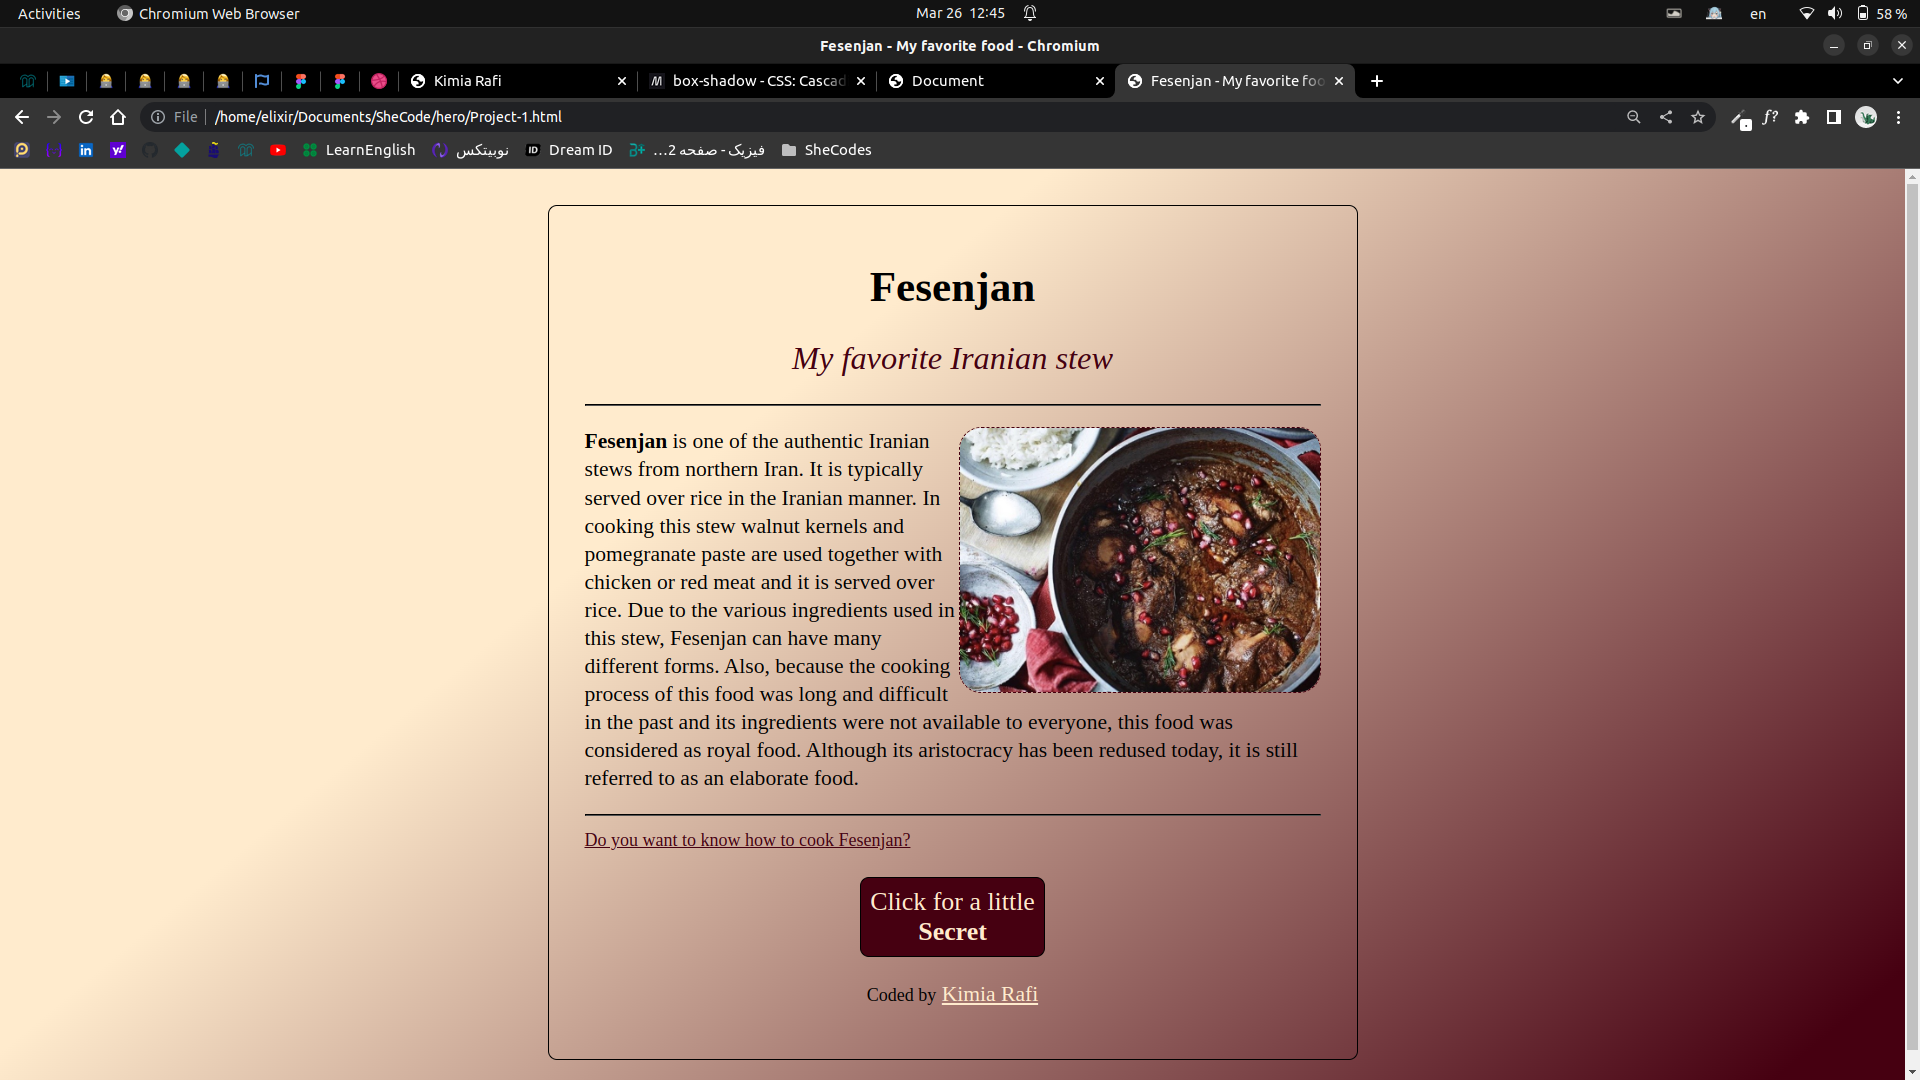 Activities Chromium Web Browser Mar 26 12:45 en 58 %
Fesenjan - My favorite food - Chromium
Kimia Rafi box-shadow - CSS: Cascad Document Fesenjan - My favorite foo
File /home/elixir/Documents/SheCode/hero/Project-1.html
LearnEnglish نوبیتکس Dream ID فیزیک - صفحه 2... SheCodes
Fesenjan
My favorite Iranian stew
Fesenjan is one of the authentic Iranian
stews from northern Iran. It is typically
served over rice in the Iranian manner. In
cooking this stew walnut kernels and
pomegranate paste are used together with
chicken or red meat and it is served over
rice. Due to the various ingredients used in
this stew, Fesenjan can have many
different forms. Also, because the cooking
process of this food was long and difficult
in the past and its ingredients were not available to everyone, this food was
considered as royal food. Although its aristocracy has been redused today, it is still
referred to as an elaborate food.
Do you want to know how to cook Fesenjan?
Click for a little
Secret
Coded by Kimia Rafi